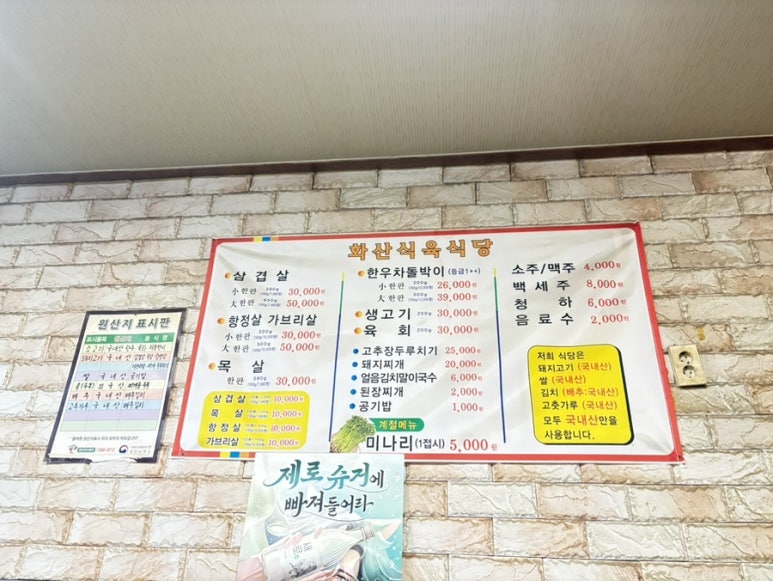 화산식육식당
삼겹살
小한판 30,000원
大한판 50,000원
항정살 가브리살
小한판 30,000원
大한판 500g 50,000원
목살
한판 30,000원
삼겹살 10,000원
목살 10,000원
항정살 10,000원
가브리살 10,000원
한우차돌박이 (등급1++)
小한판 200g 26,000원
大한판 300g 39,000원
생고기 200g 30,000원
육회 200g 30,000원
고추장두루치기 25,000원
돼지찌개 20,000원
얼음김치말이국수 6,000원
된장찌개 2,000원
공기밥 1,000원
계절메뉴
미나리 (1접시) 5,000원
소주/맥주 4,000원
백세주 8,000원
청하 6,000원
음료수 2,000원
저희 식당은
돼지고기 (국내산)
쌀 (국내산)
김치 (배추:국내산)
고춧가루 (국내산)
모두 국내산만을
사용합니다.
원산지 표시판
제로슈거에
빠져들어라